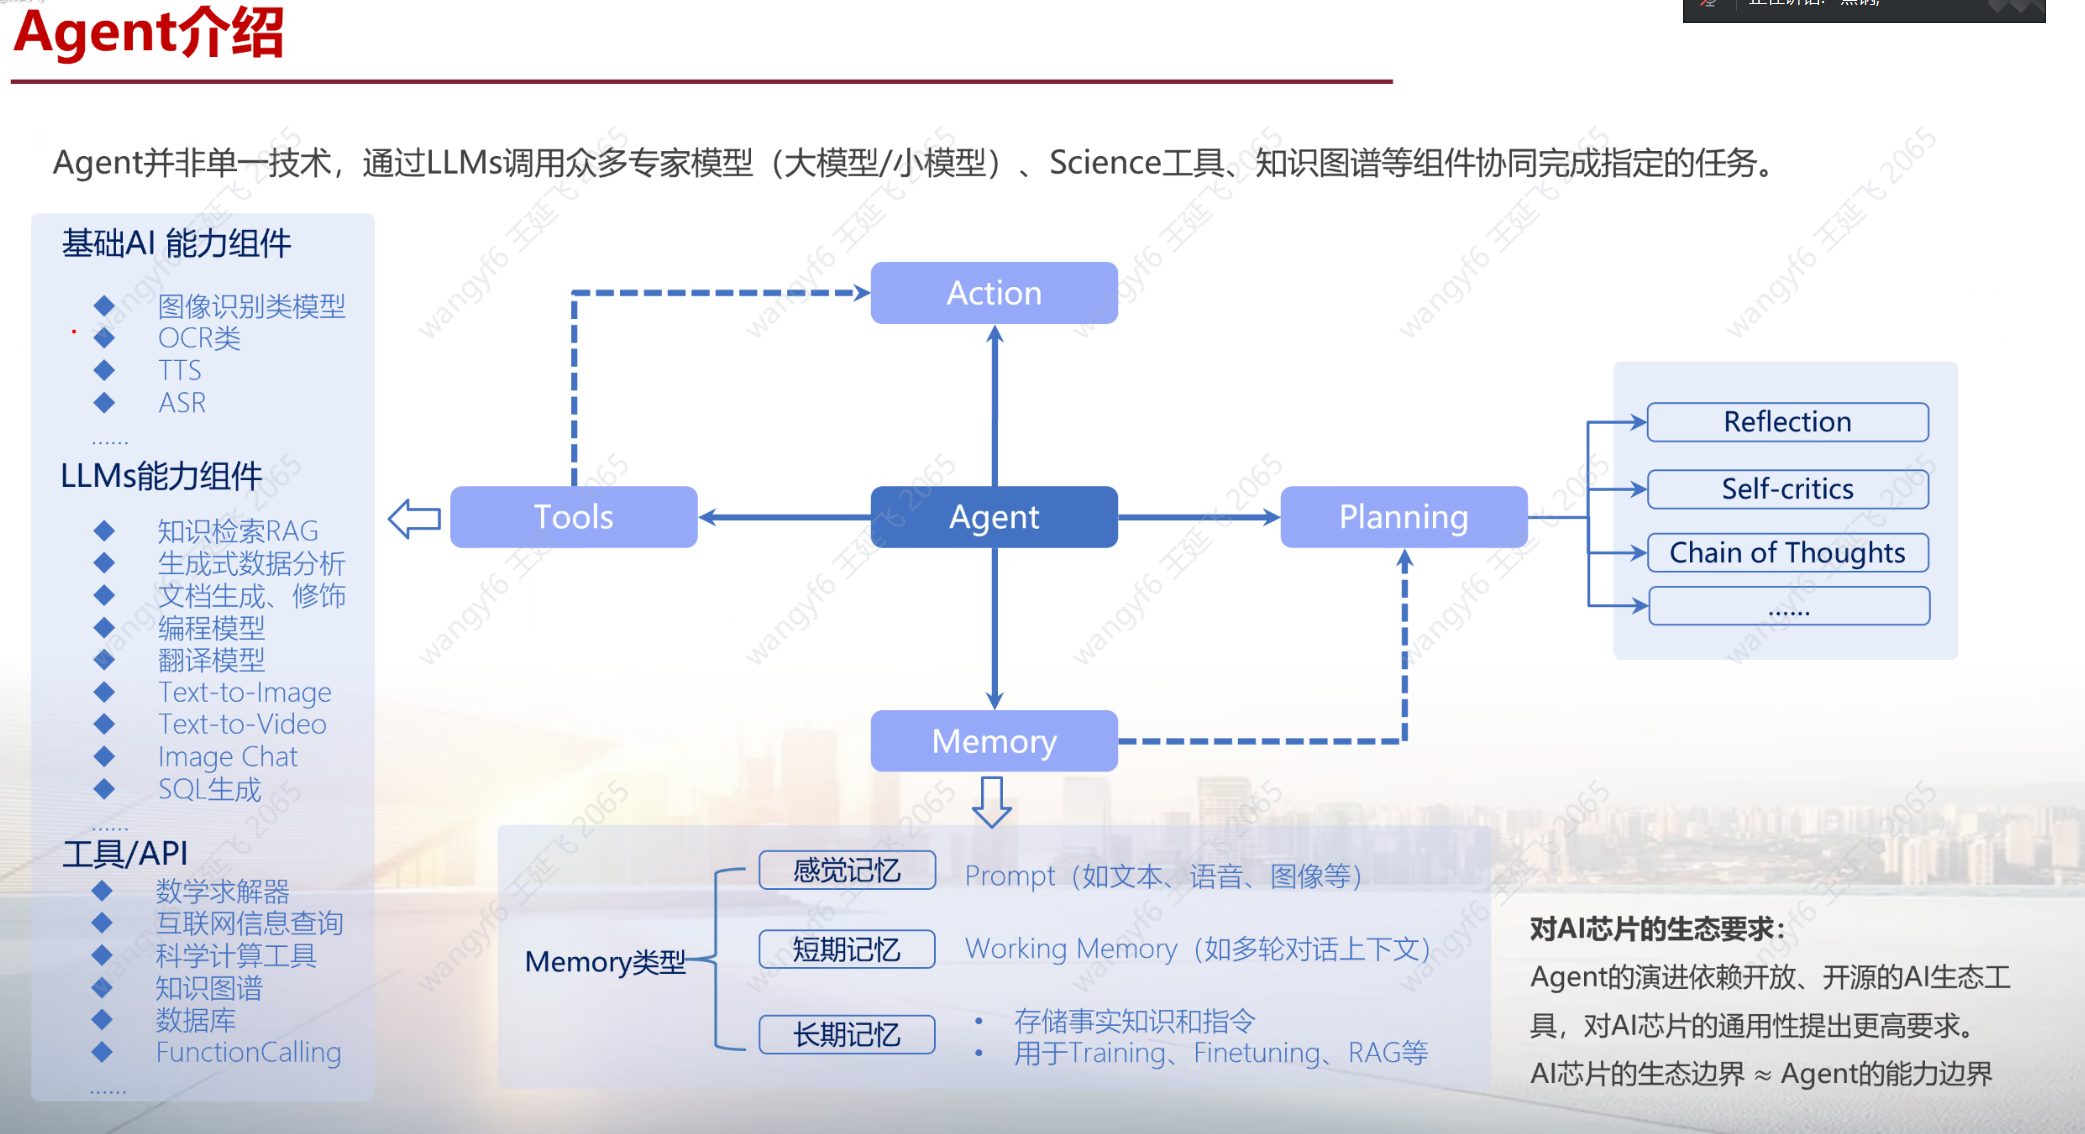 Agent介绍
Agent并非单一技术，通过LLMs调用众多专家模型（大模型/小模型）、Science工具、知识图谱等组件协同完成指定的任务。
基础AI 能力组件
图像识别类模型
OCR类
TTS
ASR
......
LLMs能力组件
知识检索RAG
生成式数据分析
文档生成、修饰
编程模型
翻译模型
Text-to-Image
Text-to-Video
Image Chat
SQL生成
......
工具/API
数学求解器
互联网信息查询
科学计算工具
知识图谱
数据库
FunctionCalling
......
Action
Tools
Agent
Planning
Memory
Reflection
Self-critics
Chain of Thoughts
......
Memory类型
感觉记忆
Prompt（如文本、语音、图像等）
短期记忆
Working Memory（如多轮对话上下文）
长期记忆
• 存储事实知识和指令
• 用于Training、Finetuning、RAG等
对AI芯片的生态要求：
Agent的演进依赖开放、开源的AI生态工
具，对AI芯片的通用性提出更高要求。
AI芯片的生态边界 ≈ Agent的能力边界
wangyf6 王延飞 2065